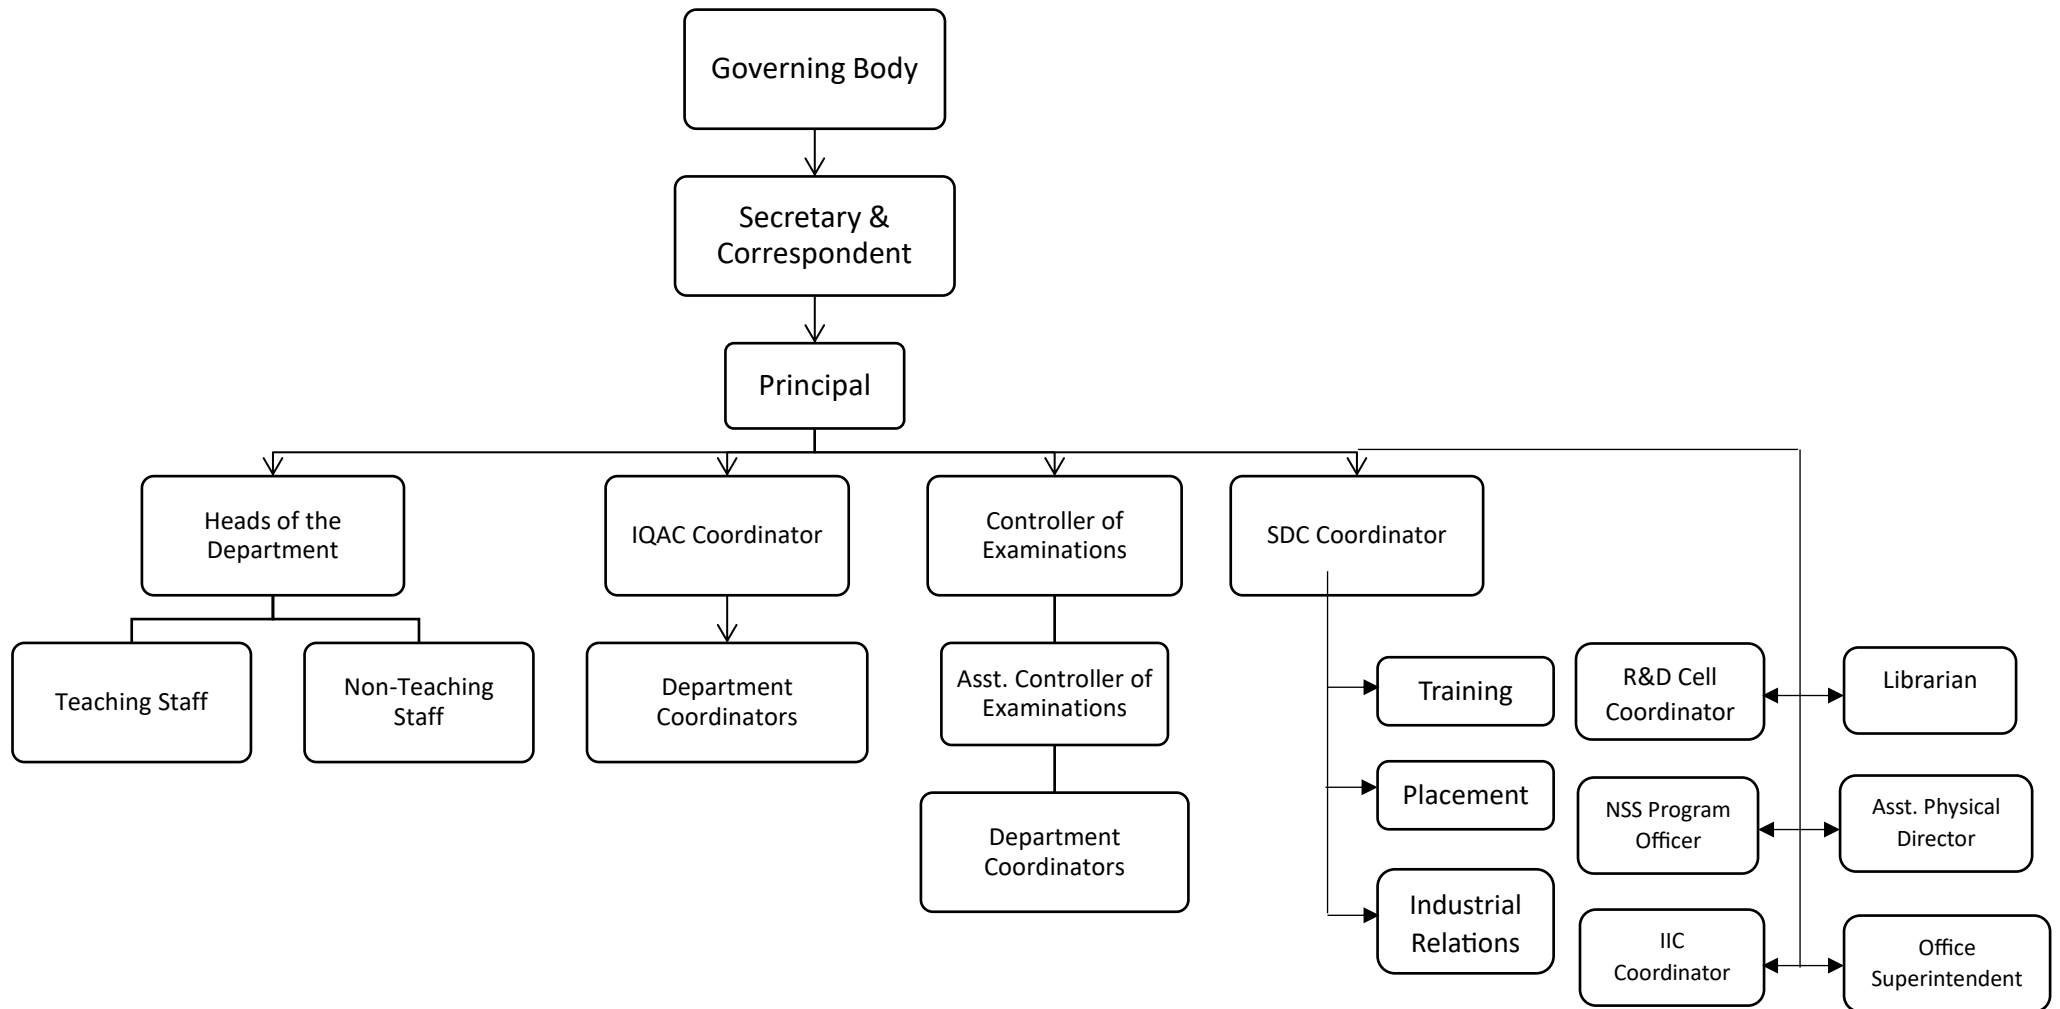 Governing Body
Secretary &
Correspondent
Principal
Heads of the
Department
IQAC Coordinator
Controller of
Examinations
SDC Coordinator
Teaching Staff
Non-Teaching
Staff
Department
Coordinators
Asst. Controller of
Examinations
Department
Coordinators
Training
Placement
Industrial
Relations
R&D Cell
Coordinator
Librarian
NSS Program
Officer
Asst. Physical
Director
IIC
Coordinator
Office
Superintendent